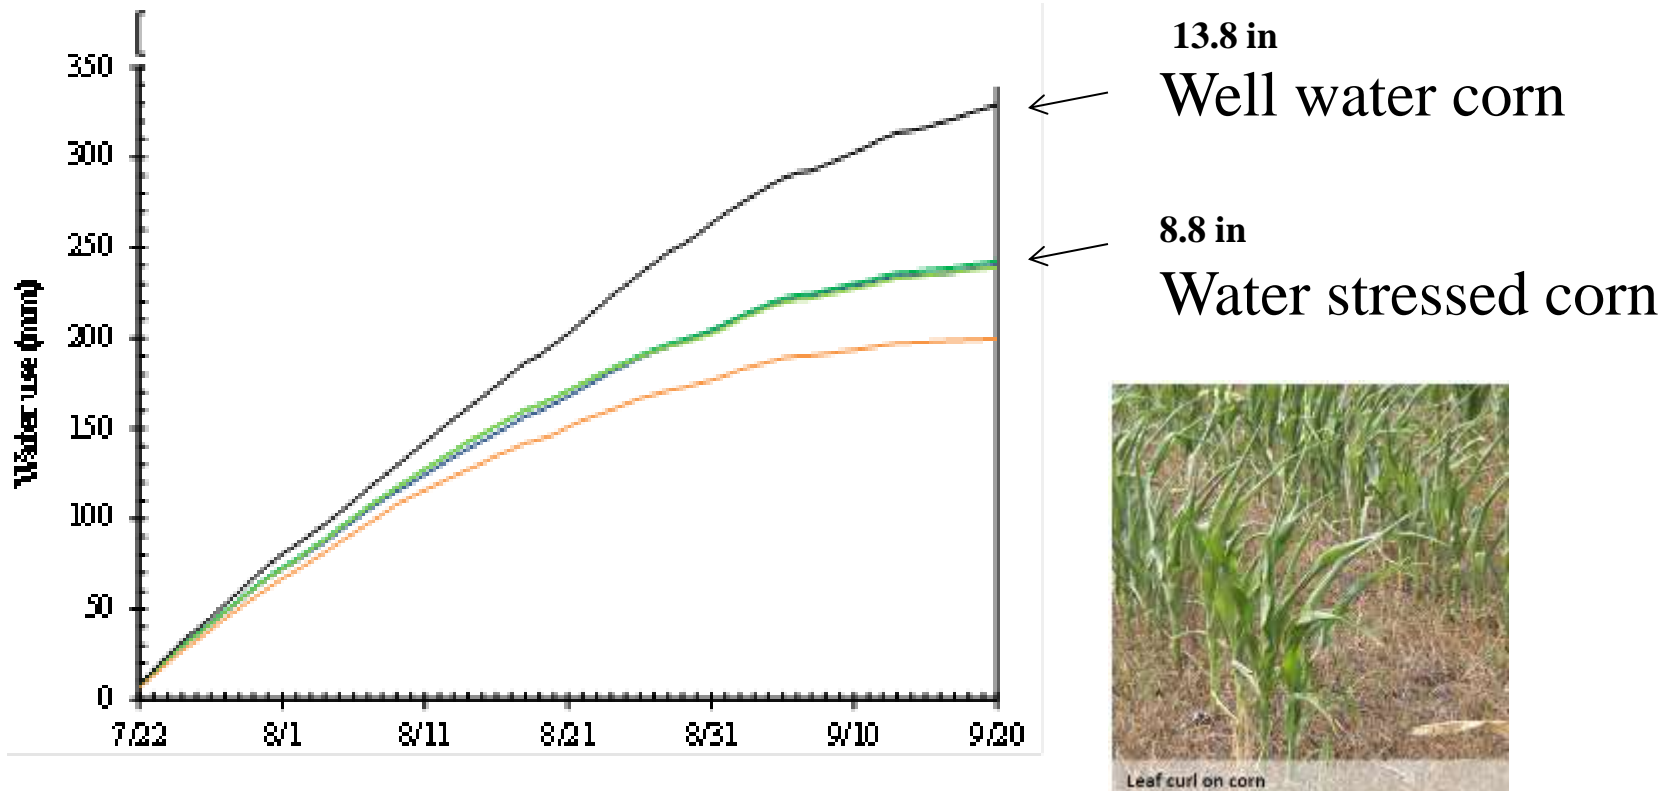 13.8 in
Well water corn
8.8 in
Water stressed corn
Water use (mm)
350
300
250
200
150
100
50
0
7/22
8/1
8/11
8/21
8/31
9/10
9/20
Leaf curl on corn